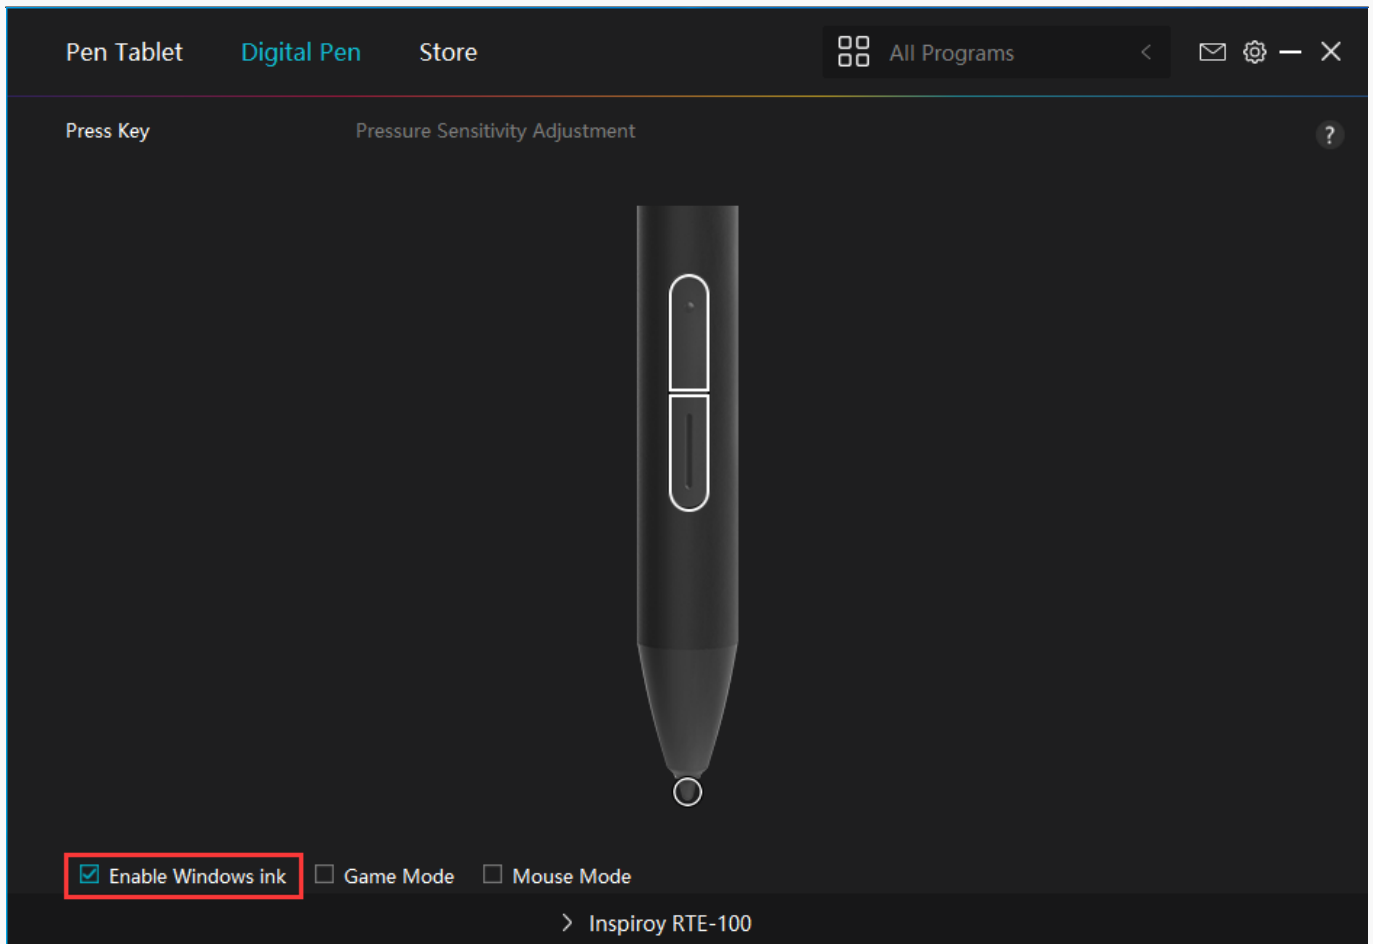 Pen Tablet Digital Pen Store All Programs
Press Key Pressure Sensitivity Adjustment ?
Enable Windows ink Game Mode Mouse Mode
Inspiroy RTE-100